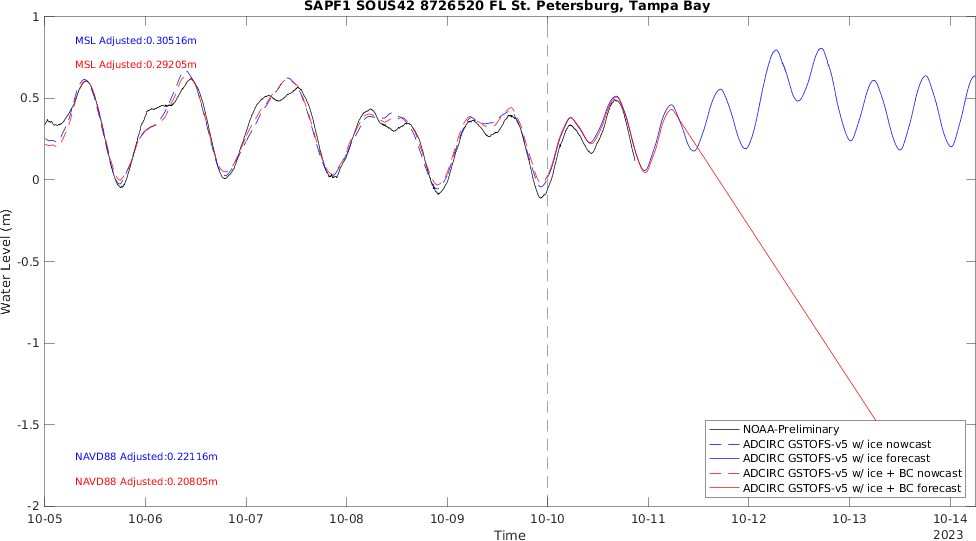 SAPF1 SOUS42 8726520 FL St. Petersburg, Tampa Bay
1
0.5
0
-0.5
-1
-1.5
-2
Water Level (m)
MSL Adjusted:0.30516m
MSL Adjusted:0.29205m
NAVD88 Adjusted:0.22116m
NAVD88 Adjusted:0.20805m
NOAA-Preliminary
ADCIRC GSTOFS-v5 w/ ice nowcast
ADCIRC GSTOFS-v5 w/ ice forecast
ADCIRC GSTOFS-v5 w/ ice + BC nowcast
ADCIRC GSTOFS-v5 w/ ice + BC forecast
10-05 10-06 10-07 10-08 10-09 10-10 10-11 10-12 10-13 10-14
Time
2023